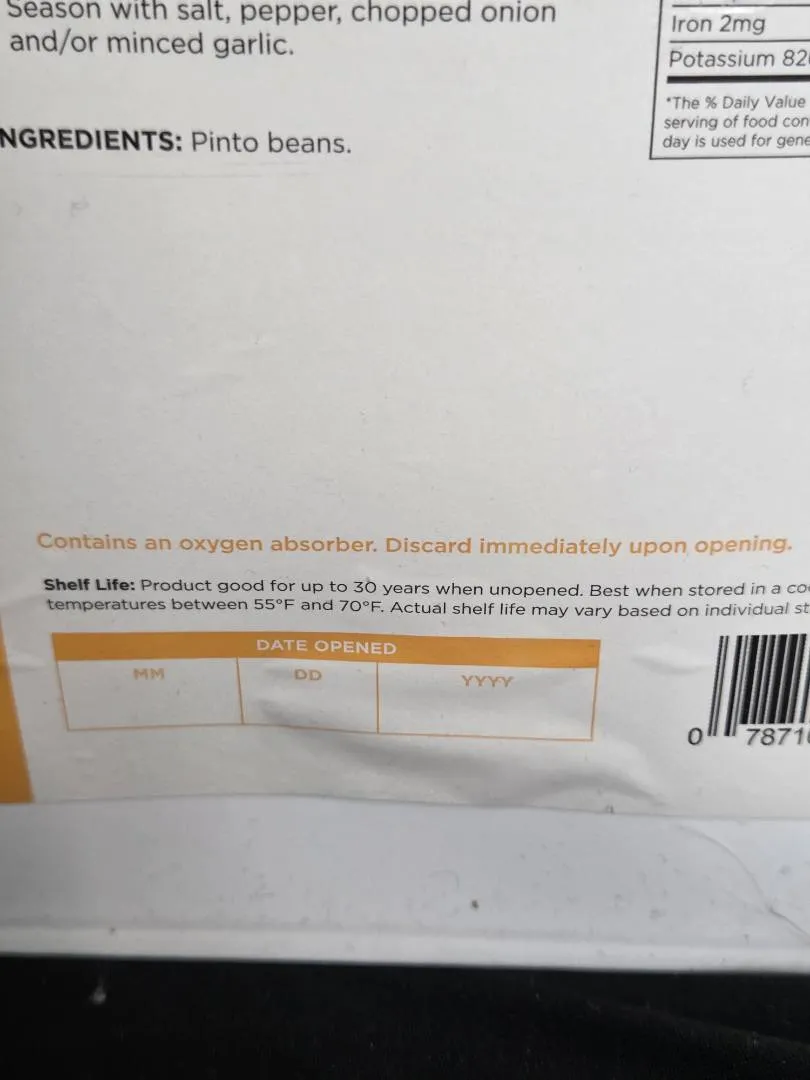 Season with salt, pepper, chopped onion
and/or minced garlic.
NGREDIENTS: Pinto beans.
Iron 2mg
Potassium 82
*The % Daily Value
serving of food con
day is used for gene
Contains an oxygen absorber. Discard immediately upon opening.
Shelf Life: Product good for up to 30 years when unopened. Best when stored in a co
temperatures between 55°F and 70°F. Actual shelf life may vary based on individual st
DATE OPENED
MM DD YYYY
0 7871